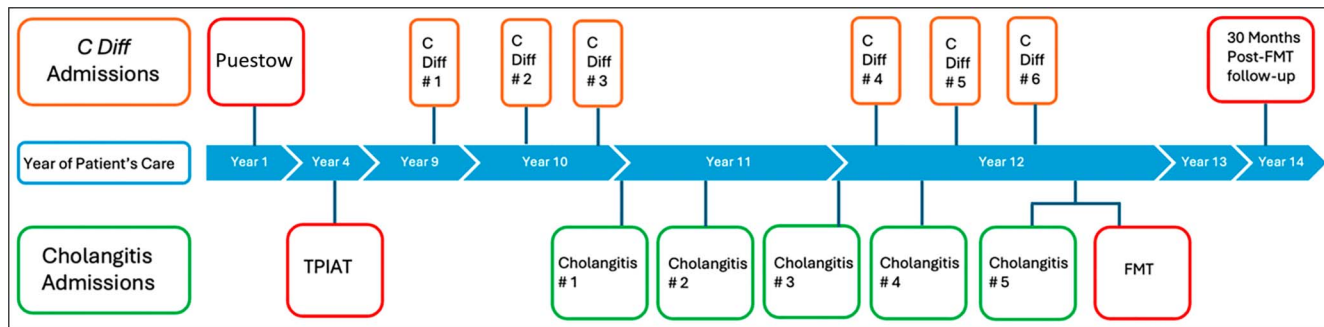 C Diff
Admissions
Puestow
C
Diff
# 1
C
Diff
# 2
C
Diff
# 3
C
Diff
# 4
C
Diff
# 5
C
Diff
# 6
30 Months
Post-FMT
follow-up
Year of Patient's Care
Year 1
Year 4
Year 9
Year 10
Year 11
Year 12
Year 13
Year 14
Cholangitis
Admissions
TPIAT
Cholangitis
# 1
Cholangitis
# 2
Cholangitis
# 3
Cholangitis
# 4
Cholangitis
# 5
FMT